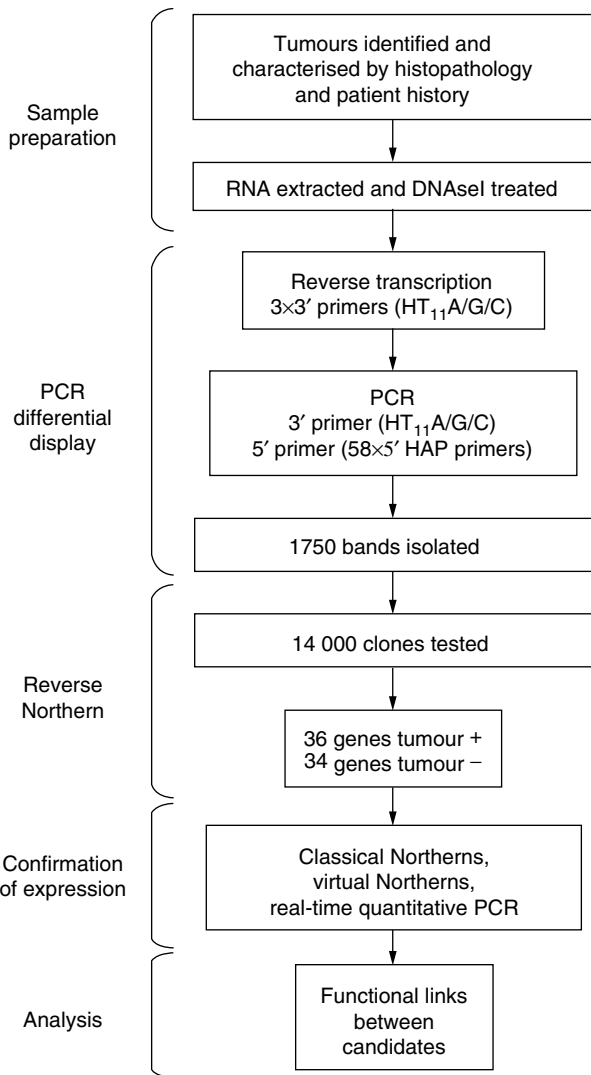 Tumours identified and
characterised by histopathology
and patient history
Sample
preparation
RNA extracted and DNAseI treated
Reverse transcription
3×3′ primers (HT11A/G/C)
PCR
differential
display
PCR
3′ primer (HT11A/G/C)
5′ primer (58×5′ HAP primers)
1750 bands isolated
14 000 clones tested
Reverse
Northern
36 genes tumour +
34 genes tumour −
Confirmation
of expression
Classical Northerns,
virtual Northerns,
real-time quantitative PCR
Analysis
Functional links
between
candidates